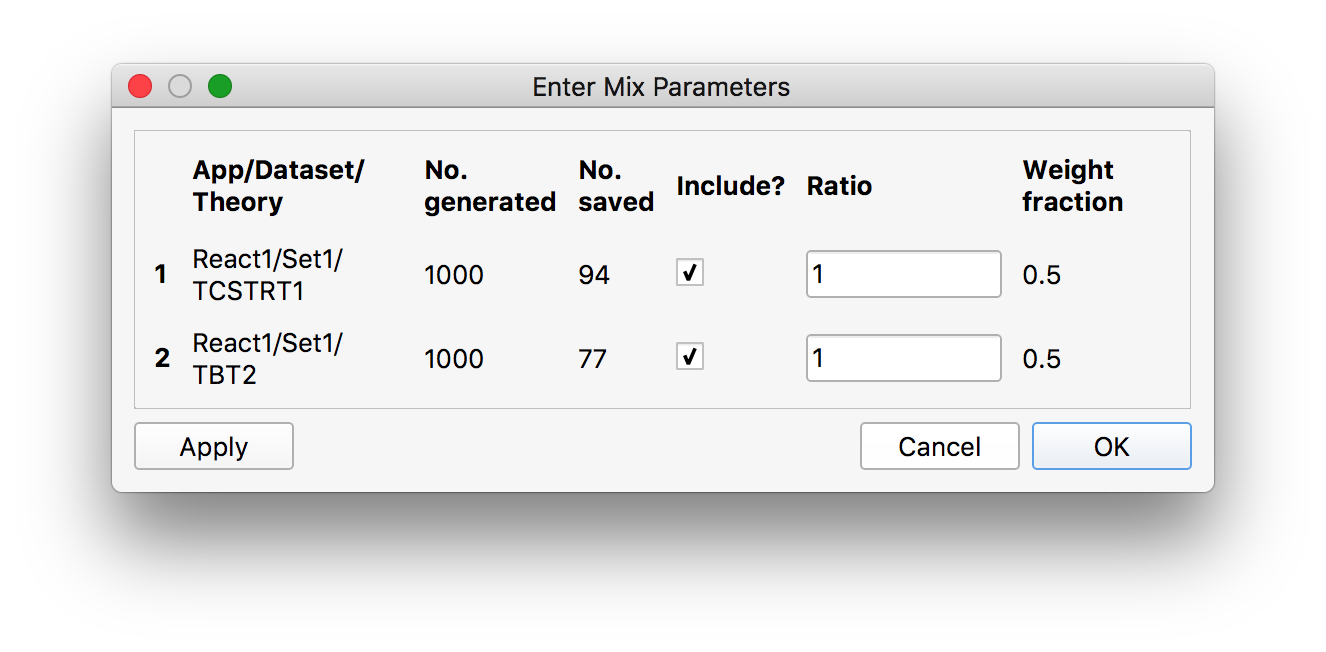 Enter Mix Parameters
App/Dataset/ No. No. Include? Ratio Weight
Theory generated saved fraction
1 React1/Set1/ 1000 94 ✓ 1 0.5
TCSTRT1
2 React1/Set1/ 1000 77 ✓ 1 0.5
TBT2
Apply Cancel OK